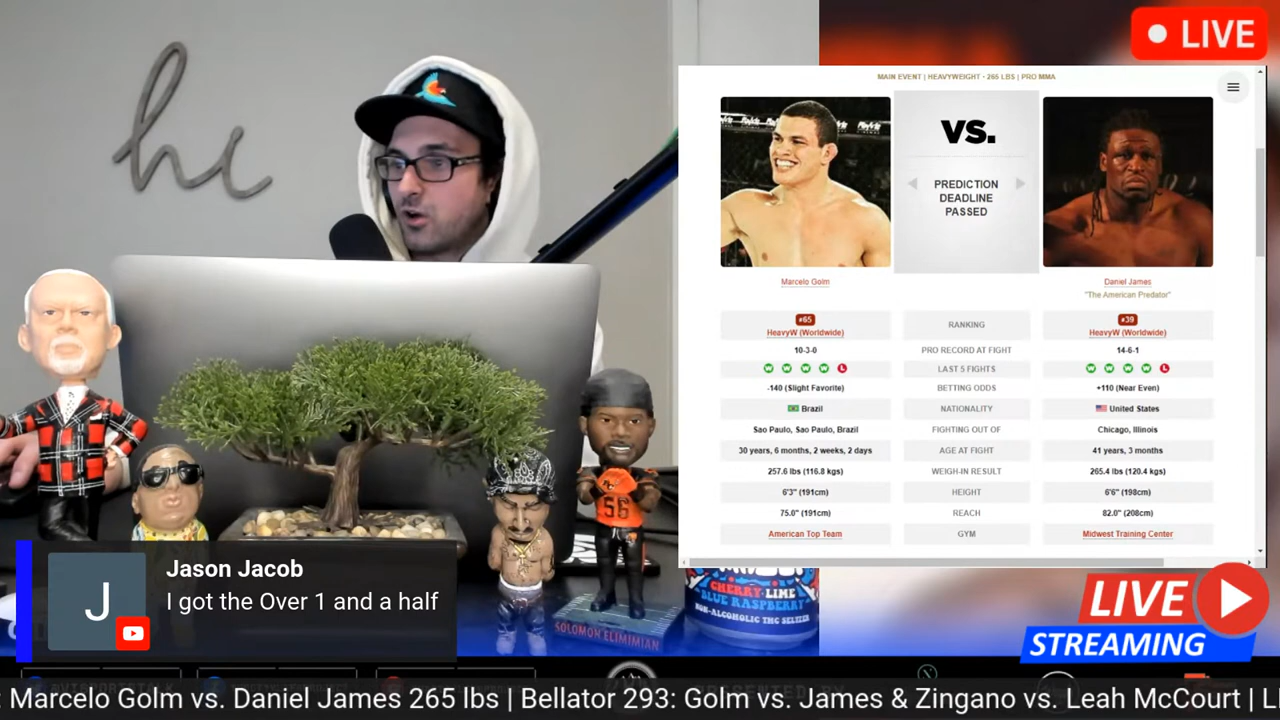 hi
LIVE
MAIN EVENT | HEAVYWEIGHT · 265 LBS | PRO MMA
VS.
PREDICTION
DEADLINE
PASSED
Marcelo Golm
Daniel James
"The American Predator"
#65
HeavyW (Worldwide)
RANKING
#39
HeavyW (Worldwide)
10-3-0
PRO RECORD AT FIGHT
14-6-1
W W W W L
LAST 5 FIGHTS
W W W W L
-140 (Slight Favorite)
BETTING ODDS
+110 (Near Even)
Brazil
NATIONALITY
United States
Sao Paulo, Sao Paulo, Brazil
FIGHTING OUT OF
Chicago, Illinois
30 years, 6 months, 2 weeks, 2 days
AGE AT FIGHT
41 years, 3 months
257.6 lbs (116.8 kgs)
WEIGH-IN RESULT
265.4 lbs (120.4 kgs)
6'3" (191cm)
HEIGHT
6'6" (198cm)
75.0" (191cm)
REACH
82.0" (208cm)
American Top Team
GYM
Midwest Training Center
56
SOLOMON ELIMIMIAN
CHERRY-LIME
BLUE RASPBERRY
NON-ALCOHOLIC THC SELTZER
J
Jason Jacob
I got the Over 1 and a half
LIVE
STREAMING
: Marcelo Golm vs. Daniel James 265 lbs | Bellator 293: Golm vs. James & Zingano vs. Leah McCourt | L